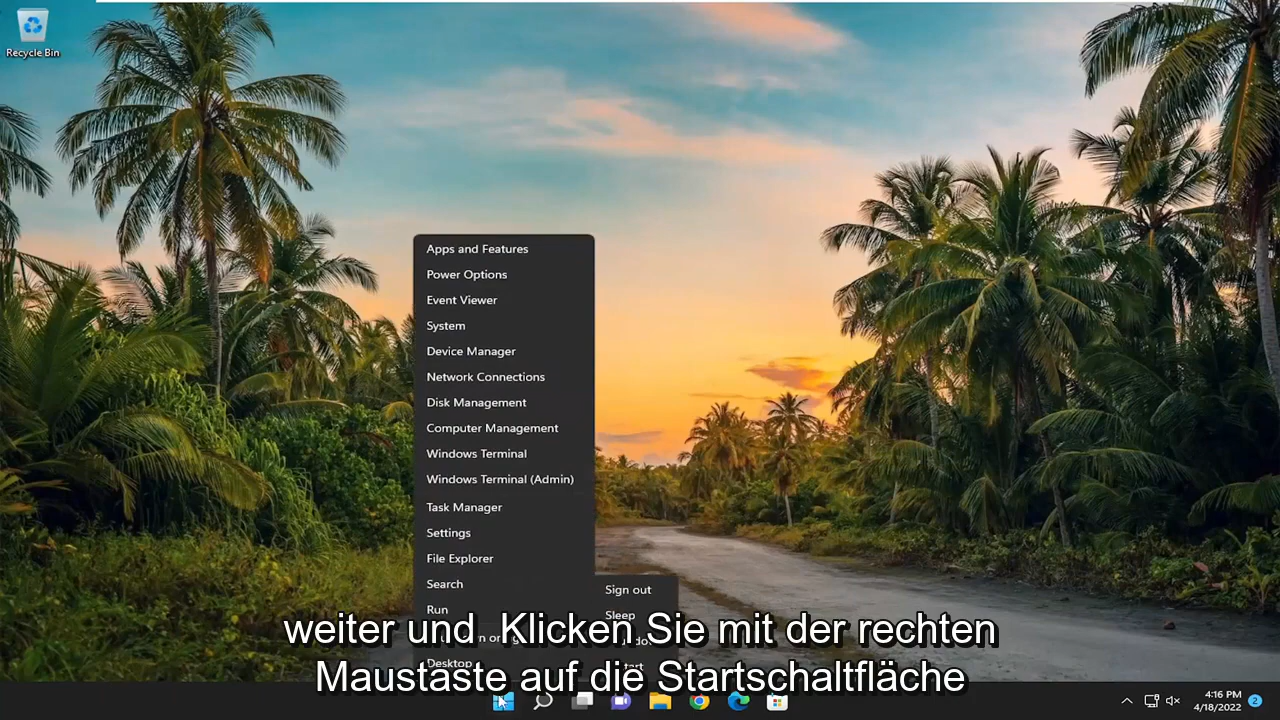 Recycle Bin
Apps and Features
Power Options
Event Viewer
System
Device Manager
Network Connections
Disk Management
Computer Management
Windows Terminal
Windows Terminal (Admin)
Task Manager
Settings
File Explorer
Search
Run
Desktop
Sign out
Sleep
weiter und Klicken Sie mit der rechten
Maustaste auf die Startschaltfläche
4:16 PM
4/18/2022
2